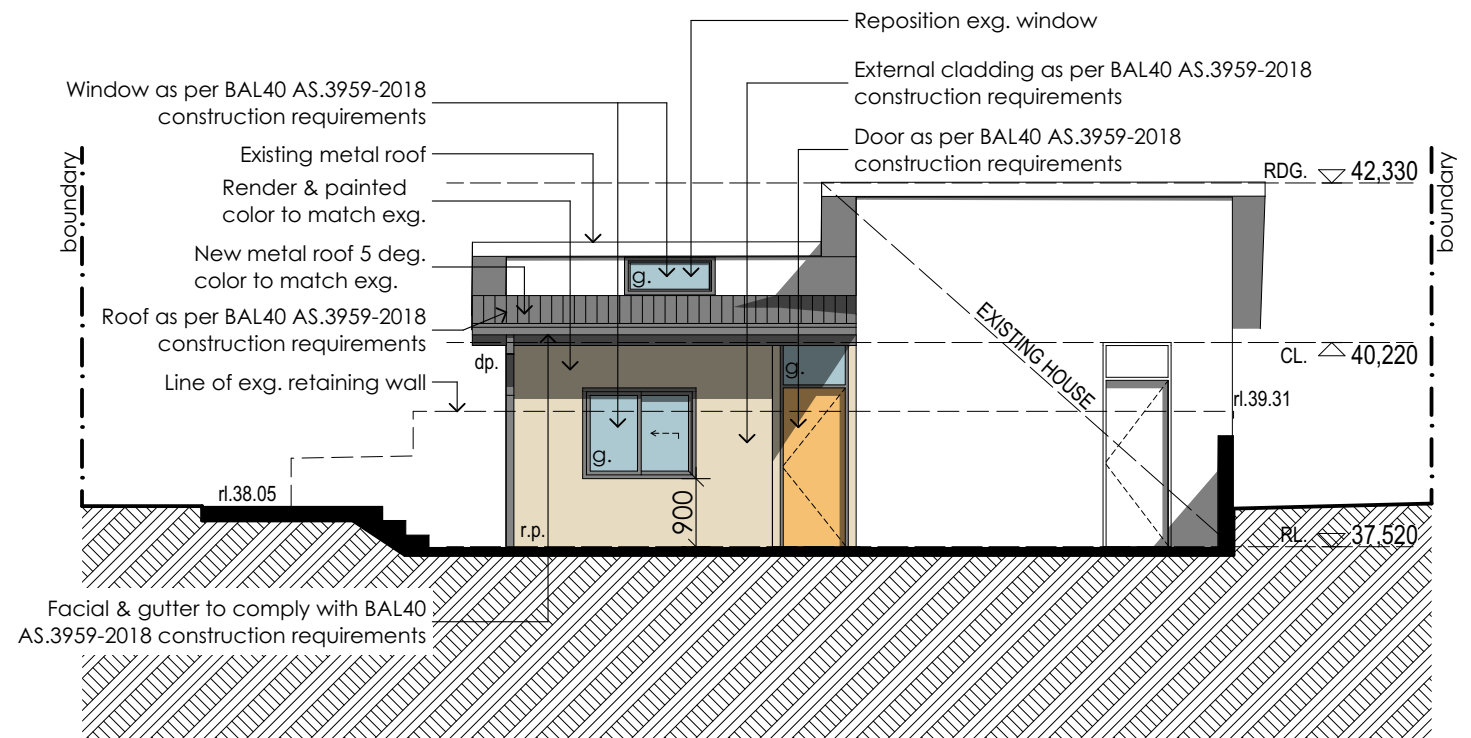 Reposition exg. window
Window as per BAL40 AS.3959-2018
construction requirements
External cladding as per BAL40 AS.3959-2018
construction requirements
Existing metal roof
Door as per BAL40 AS.3959-2018
construction requirements
boundary
boundary
RDG. 42,330
Render & painted
color to match exg.
New metal roof 5 deg.
color to match exg.
g.
Roof as per BAL40 AS.3959-2018
construction requirements
EXISTING HOUSE
CL. 40,220
dp.
g.
Line of exg. retaining wall
rl.39.31
g.
rl.38.05
900
r.p.
RL. 37,520
Facial & gutter to comply with BAL40
AS.3959-2018 construction requirements